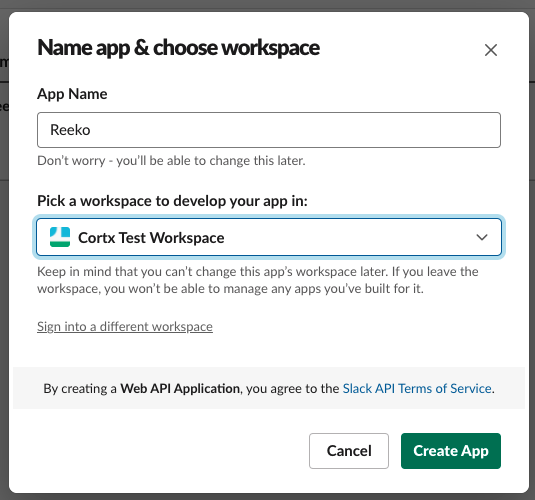 Name app & choose workspace
App Name
Reeko
Don't worry - you'll be able to change this later.
Pick a workspace to develop your app in:
Cortx Test Workspace
Keep in mind that you can't change this app's workspace later. If you leave the
workspace, you won't be able to manage any apps you've built for it.
Sign into a different workspace
By creating a Web API Application, you agree to the Slack API Terms of Service.
Cancel
Create App